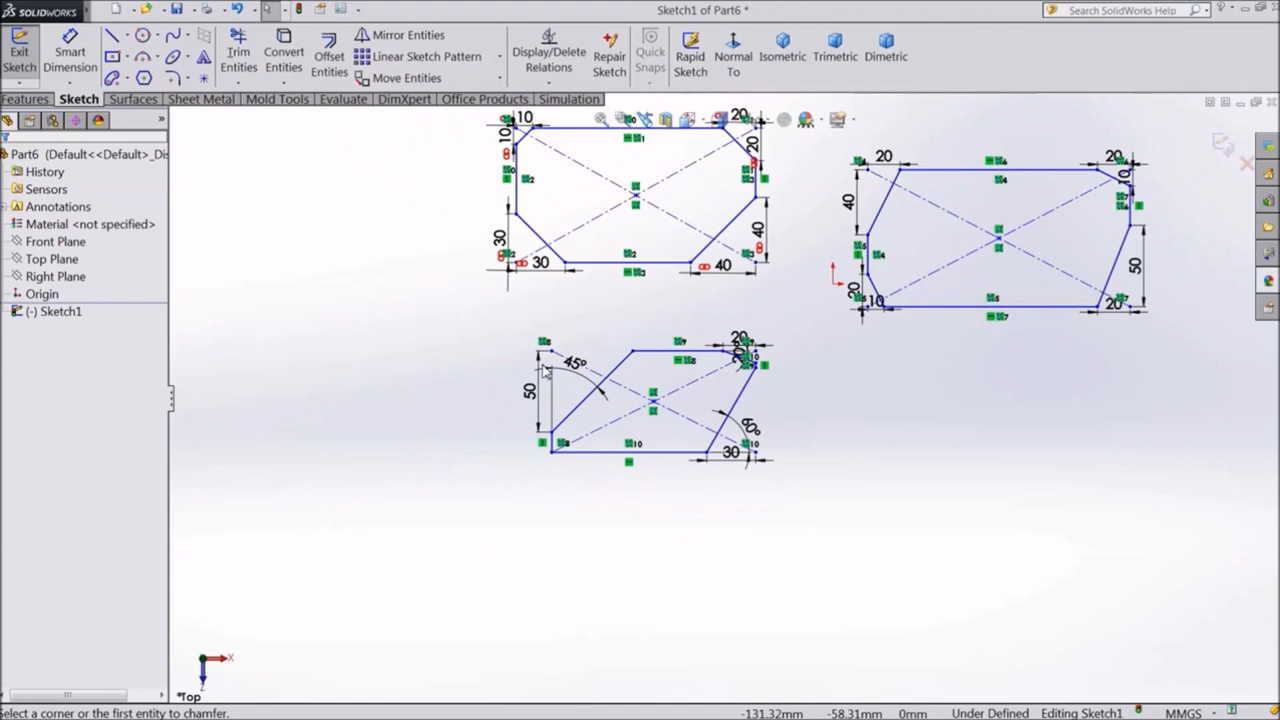 SOLIDWORKS
Sketch1 of Part6 *
Search SolidWorks Help
Exit Sketch
Smart Dimension
Trim Entities
Convert Entities
Offset Entities
Mirror Entities
Linear Sketch Pattern
Move Entities
Display/Delete Relations
Repair Sketch
Quick Snaps
Rapid Sketch
Normal To
Isometric
Trimetric
Dimetric
Features Sketch Surfaces Sheet Metal Mold Tools Evaluate DimXpert Office Products Simulation
Part6 (Default<<Default>_Dis
History
Sensors
Annotations
Material <not specified>
Front Plane
Top Plane
Right Plane
Origin
(-) Sketch1
10
20
10
20
30
30
40
40
20
20
10
40
50
20
10
20
20
45°
20°
50
60°
30
X
Z
*Top
Select a corner or the first entity to chamfer.
-131.32mm -58.31mm 0mm Under Defined Editing Sketch1 MMGS